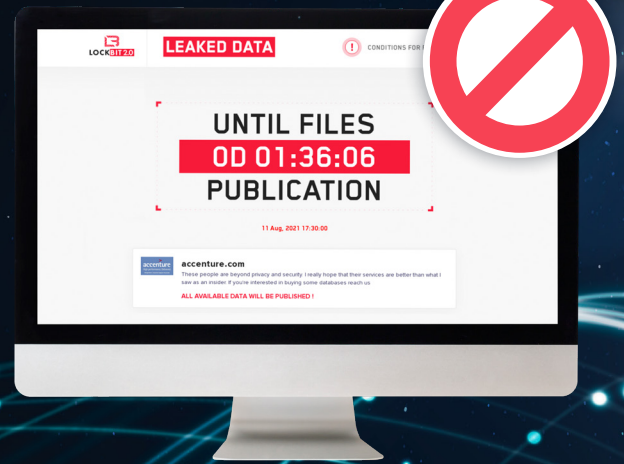 LOCKBIT 2.0
LEAKED DATA
CONDITIONS FOR
UNTIL FILES
0D 01:36:06
PUBLICATION
11 Aug, 2021 17:30:00
accenture
accenture.com
These people are beyond privacy and security. I really hope that their services are better than what I
saw as an insider. If you're interested in buying some databases reach us
ALL AVAILABLE DATA WILL BE PUBLISHED !